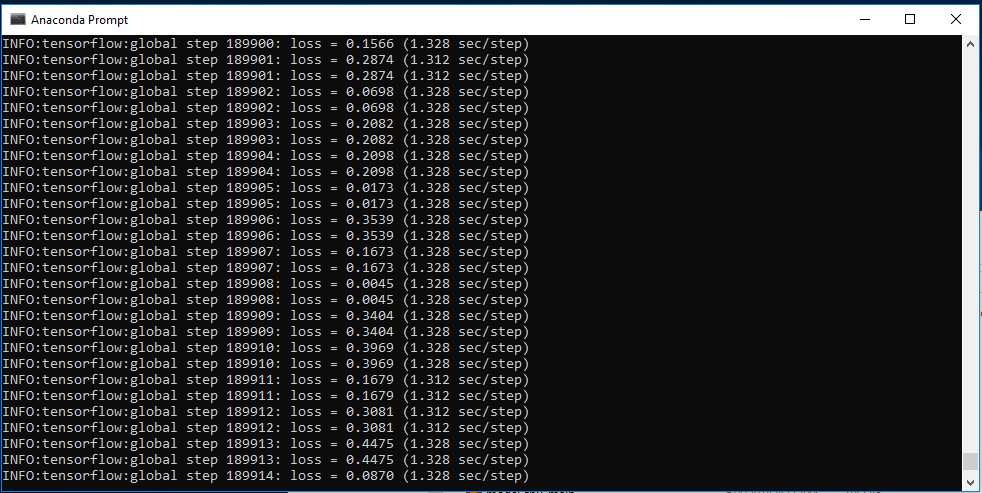 Anaconda Prompt
INFO:tensorflow:global step 189900: loss = 0.1566 (1.328 sec/step)
INFO:tensorflow:global step 189901: loss = 0.2874 (1.312 sec/step)
INFO:tensorflow:global step 189901: loss = 0.2874 (1.312 sec/step)
INFO:tensorflow:global step 189902: loss = 0.0698 (1.328 sec/step)
INFO:tensorflow:global step 189902: loss = 0.0698 (1.328 sec/step)
INFO:tensorflow:global step 189903: loss = 0.2082 (1.328 sec/step)
INFO:tensorflow:global step 189903: loss = 0.2082 (1.328 sec/step)
INFO:tensorflow:global step 189904: loss = 0.2098 (1.328 sec/step)
INFO:tensorflow:global step 189904: loss = 0.2098 (1.328 sec/step)
INFO:tensorflow:global step 189905: loss = 0.0173 (1.328 sec/step)
INFO:tensorflow:global step 189905: loss = 0.0173 (1.328 sec/step)
INFO:tensorflow:global step 189906: loss = 0.3539 (1.328 sec/step)
INFO:tensorflow:global step 189906: loss = 0.3539 (1.328 sec/step)
INFO:tensorflow:global step 189907: loss = 0.1673 (1.328 sec/step)
INFO:tensorflow:global step 189907: loss = 0.1673 (1.328 sec/step)
INFO:tensorflow:global step 189908: loss = 0.0045 (1.328 sec/step)
INFO:tensorflow:global step 189908: loss = 0.0045 (1.328 sec/step)
INFO:tensorflow:global step 189909: loss = 0.3404 (1.328 sec/step)
INFO:tensorflow:global step 189909: loss = 0.3404 (1.328 sec/step)
INFO:tensorflow:global step 189910: loss = 0.3969 (1.328 sec/step)
INFO:tensorflow:global step 189910: loss = 0.3969 (1.328 sec/step)
INFO:tensorflow:global step 189911: loss = 0.1679 (1.312 sec/step)
INFO:tensorflow:global step 189911: loss = 0.1679 (1.312 sec/step)
INFO:tensorflow:global step 189912: loss = 0.3081 (1.312 sec/step)
INFO:tensorflow:global step 189912: loss = 0.3081 (1.312 sec/step)
INFO:tensorflow:global step 189913: loss = 0.4475 (1.328 sec/step)
INFO:tensorflow:global step 189913: loss = 0.4475 (1.328 sec/step)
INFO:tensorflow:global step 189914: loss = 0.0870 (1.328 sec/step)